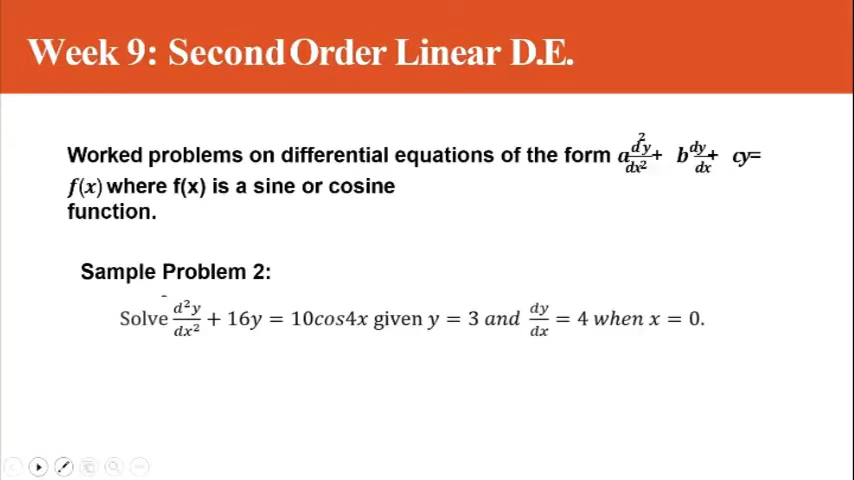 Week 9: Second Order Linear D.E.
Worked problems on differential equations of the form a d²y/dx² + b dy/dx + cy=
f(x) where f(x) is a sine or cosine
function.
Sample Problem 2:
Solve d²y/dx² + 16y = 10cos4x given y = 3 and dy/dx = 4 when x = 0.